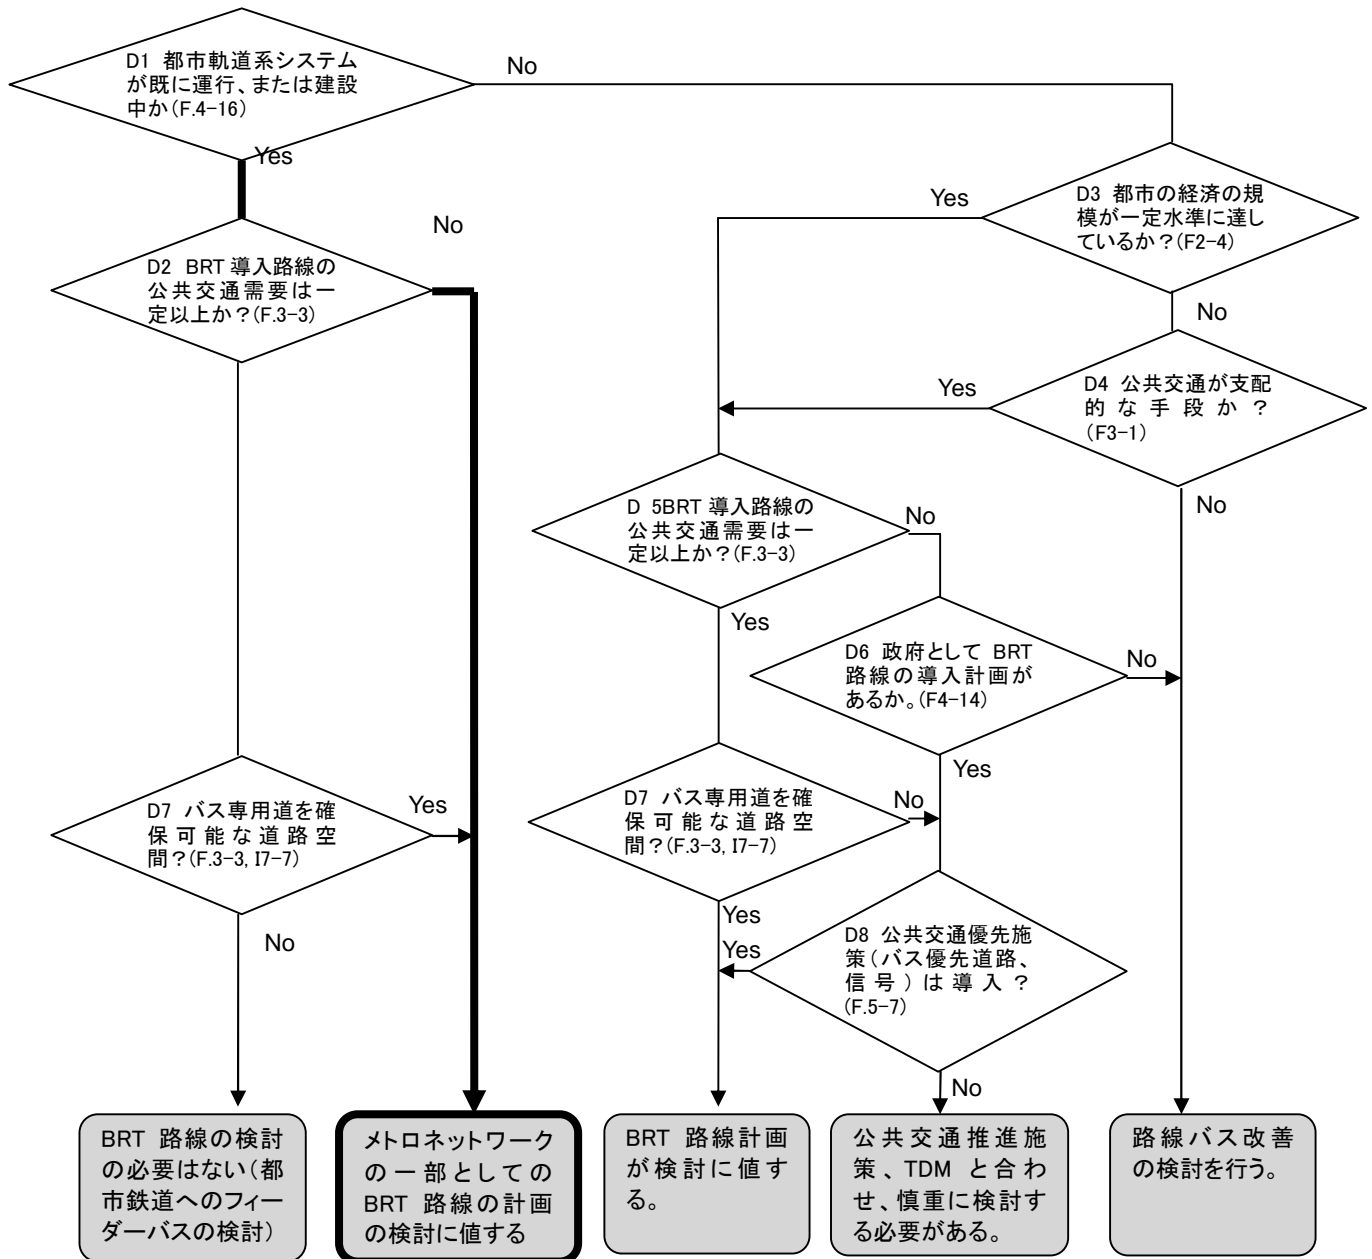 D1 都市軌道系システム
が既に運行、または建設
中か(F.4-16)
No
Yes
D3 都市の経済の規
模が一定水準に達し
ているか？(F2-4)
Yes
No
No
D2 BRT 導入路線の
公共交通需要は一
定以上か？(F.3-3)
D4 公共交通が支配
的な手段か？
(F3-1)
Yes
No
D 5BRT 導入路線の
公共交通需要は一
定以上か？(F.3-3)
No
Yes
D6 政府として BRT
路線の導入計画が
あるか。(F4-14)
No
Yes
D7 バス専用道を確
保可能な道路空
間？(F.3-3, I7-7)
Yes
No
D7 バス専用道を確
保可能な道路空
間？(F.3-3, I7-7)
No
Yes
D8 公共交通優先施
策(バス優先道路、
信号)は導入？
(F.5-7)
Yes
No
BRT 路線の検討
の必要はない(都
市鉄道へのフィー
ダーバスの検討)
メトロネットワーク
の一部としての
BRT 路線の計画
の検討に値する
BRT 路線計画
が検討に値す
る。
公共交通推進施
策、TDM と合わ
せ、慎重に検討する
必要がある。
路線バス改善
の検討を行う。